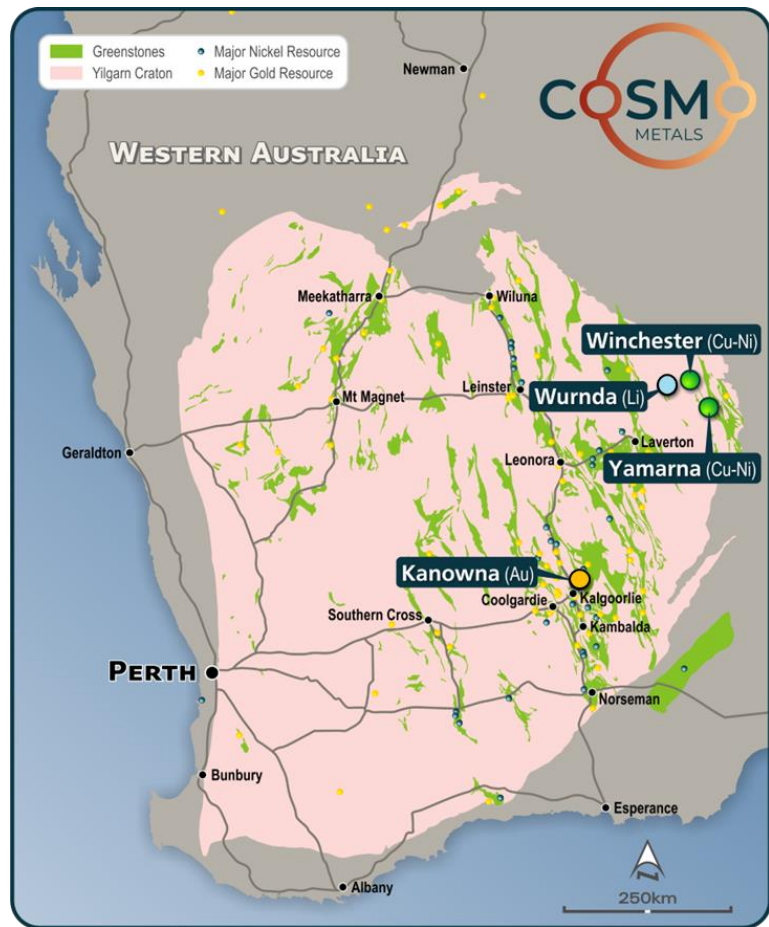 Greenstones
Major Nickel Resource
Yilgarn Craton
Major Gold Resource
Newman
COSMO
METALS
WESTERN AUSTRALIA
Meekatharra
Wiluna
Winchester (Cu-Ni)
Leinster
Wurnda (Li)
Mt Magnet
Geraldton
Laverton
Leonora
Yamarna (Cu-Ni)
Kanowna (Au)
Kalgoorlie
Coolgardie
Southern Cross
Kambalda
PERTH
Norseman
Bunbury
Esperance
N
250km
Albany